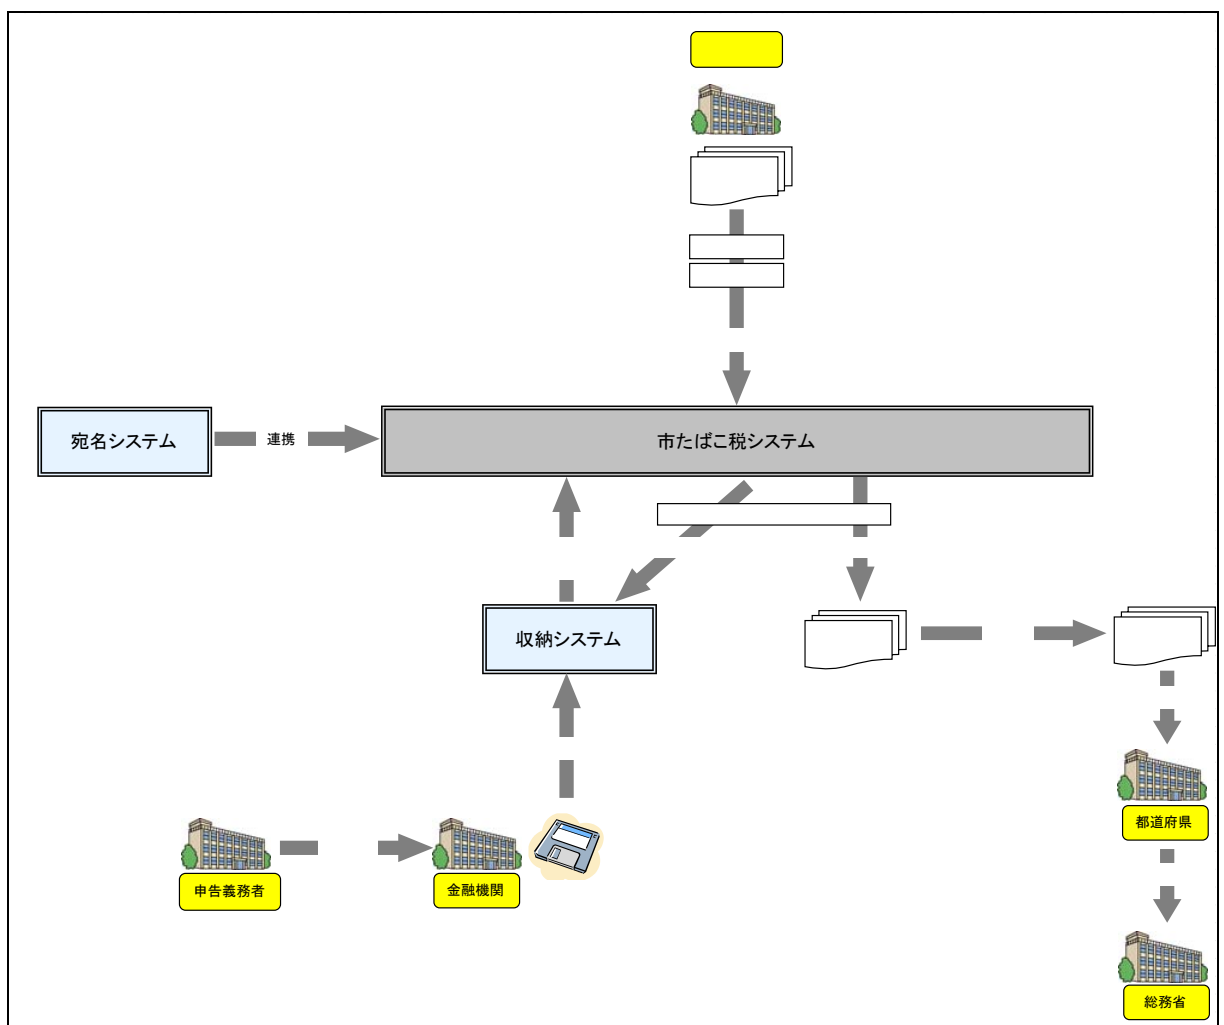 宛名システム
連携
市たばこ税システム
収納システム
都道府県
申告義務者
金融機関
総務省